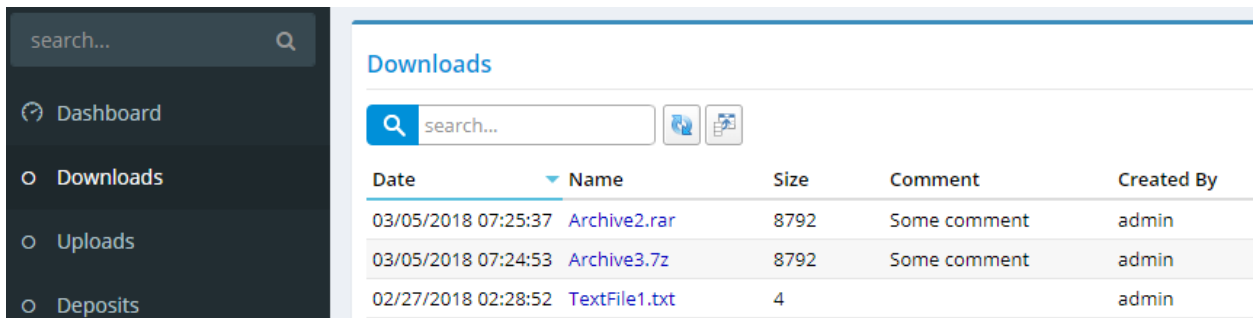 search...
Dashboard
Downloads
Uploads
Deposits
Downloads
search...
Date Name Size Comment Created By
03/05/2018 07:25:37 Archive2.rar 8792 Some comment admin
03/05/2018 07:24:53 Archive3.7z 8792 Some comment admin
02/27/2018 02:28:52 TextFile1.txt 4 admin